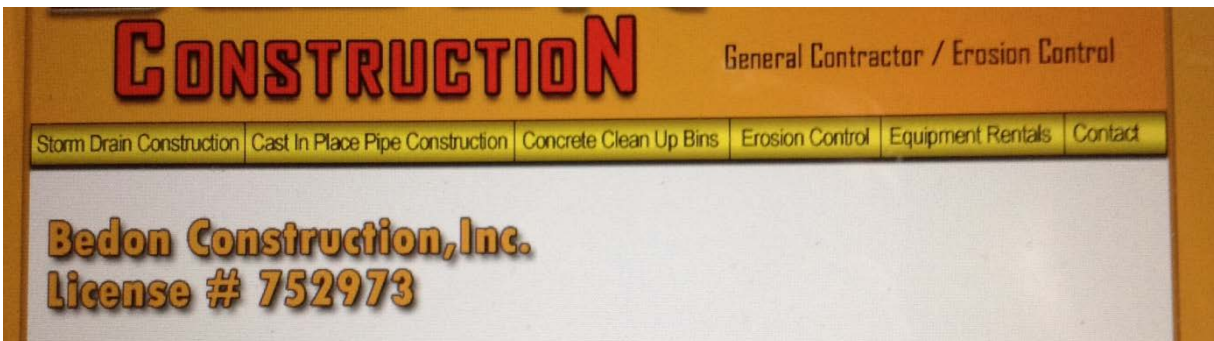 CONSTRUCTION
General Contractor / Erosion Control
Storm Drain Construction Cast In Place Pipe Construction Concrete Clean Up Bins Erosion Control Equipment Rentals Contact
Bedon Construction,Inc.
License # 752973